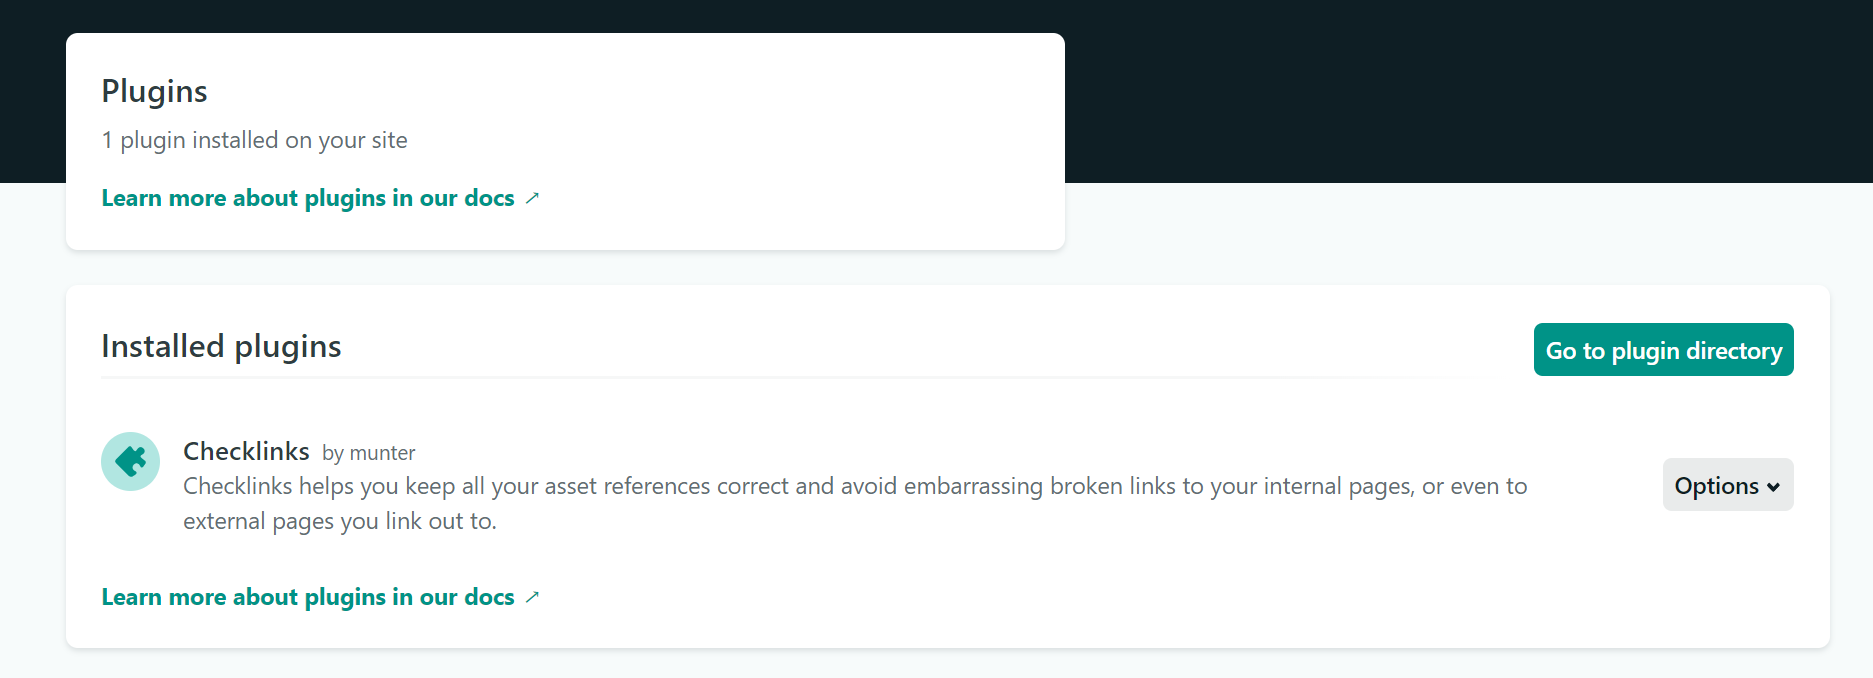 Plugins
1 plugin installed on your site
Learn more about plugins in our docs ↗
Installed plugins
Go to plugin directory
Checklinks by munter
Checklinks helps you keep all your asset references correct and avoid embarrassing broken links to your internal pages, or even to
external pages you link out to.
Options
Learn more about plugins in our docs ↗